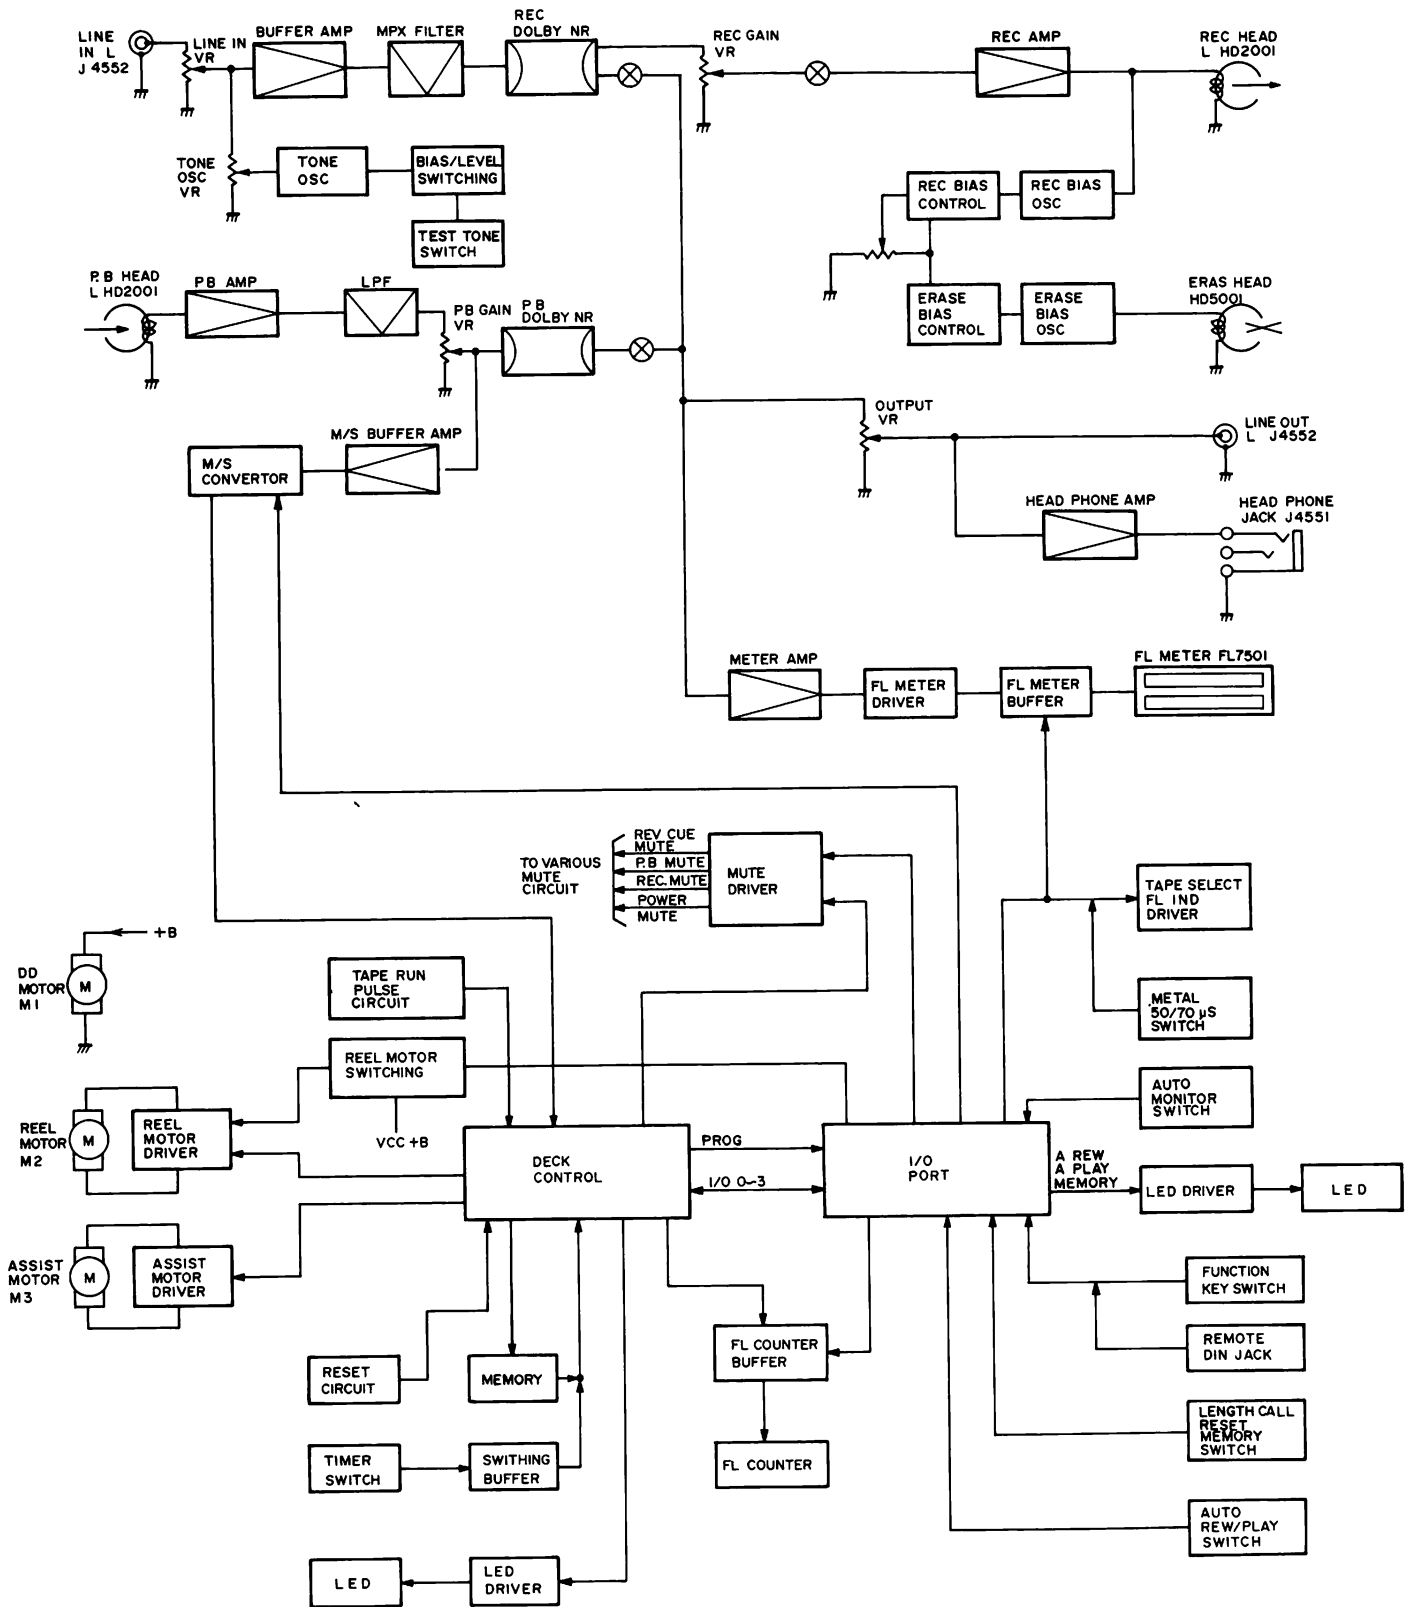 LINE
IN L
J 4552
LINE IN
VR
BUFFER AMP
MPX FILTER
REC
DOLBY NR
REC GAIN
VR
REC AMP
REC HEAD
L HD2001
TONE
OSC
VR
TONE
OSC
BIAS/LEVEL
SWITCHING
TEST TONE
SWITCH
REC BIAS
CONTROL
REC BIAS
OSC
P.B HEAD
L HD2001
PB AMP
LPF
PB GAIN
VR
P.B
DOLBY NR
ERASE
BIAS
CONTROL
ERASE
BIAS
OSC
ERAS HEAD
HD5001
M/S BUFFER AMP
M/S
CONVERTOR
OUTPUT
VR
LINE OUT
L J4552
HEAD PHONE AMP
HEAD PHONE
JACK J4551
METER AMP
FL METER
DRIVER
FL METER
BUFFER
FL METER FL7501
TO VARIOUS
MUTE
CIRCUIT
REV CUE
MUTE
P.B MUTE
REC. MUTE
POWER
MUTE
MUTE
DRIVER
TAPE SELECT
FL IND
DRIVER
METAL
50/70 µS
SWITCH
+B
DD
MOTOR
M1
M
TAPE RUN
PULSE
CIRCUIT
REEL MOTOR
SWITCHING
VCC +B
AUTO
MONITOR
SWITCH
REEL
MOTOR
M2
M
REEL
MOTOR
DRIVER
DECK
CONTROL
PROG
I/O 0~3
I/O
PORT
A REW
A PLAY
MEMORY
LED DRIVER
LED
ASSIST
MOTOR
M3
M
ASSIST
MOTOR
DRIVER
FUNCTION
KEY SWITCH
REMOTE
DIN JACK
RESET
CIRCUIT
MEMORY
FL COUNTER
BUFFER
LENGTH CALL
RESET
MEMORY
SWITCH
TIMER
SWITCH
SWITHING
BUFFER
FL COUNTER
AUTO
REW/PLAY
SWITCH
LED
LED
DRIVER